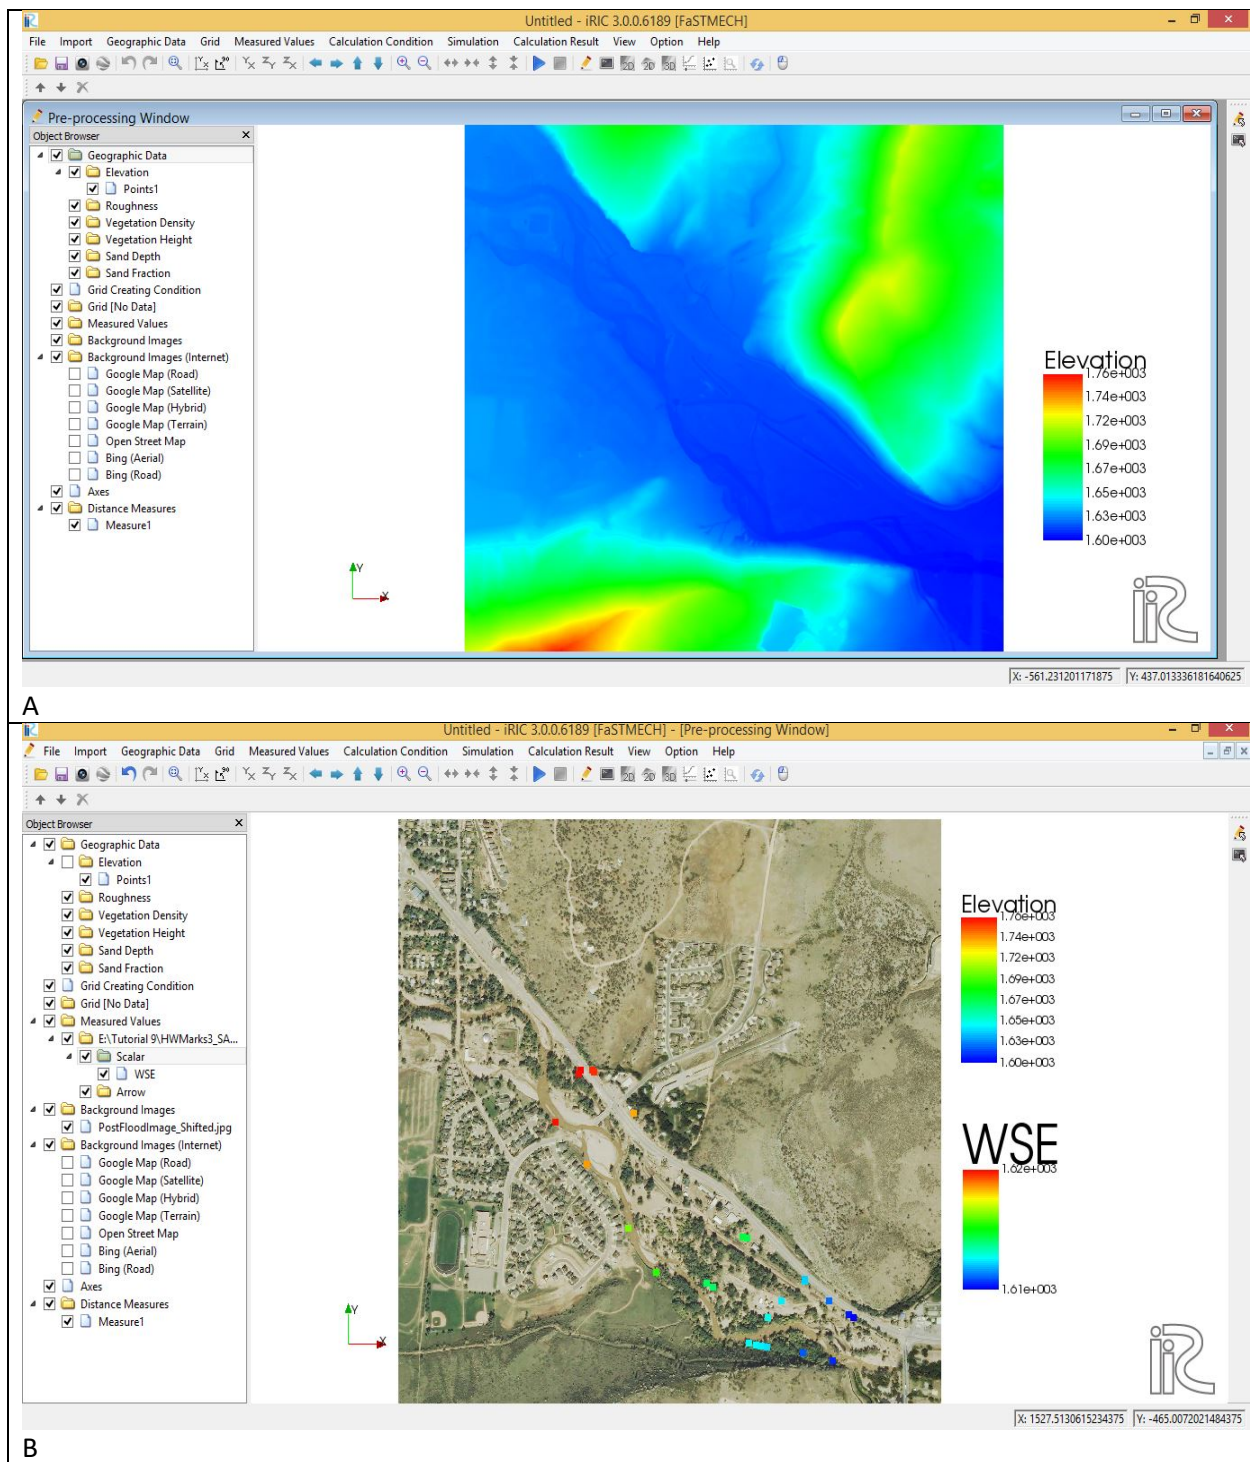 Untitled - iRIC 3.0.0.6189 [FaSTMECH]
File Import Geographic Data Grid Measured Values Calculation Condition Simulation Calculation Result View Option Help
Pre-processing Window
Object Browser
Geographic Data
Elevation
Points1
Roughness
Vegetation Density
Vegetation Height
Sand Depth
Sand Fraction
Grid Creating Condition
Grid [No Data]
Measured Values
Background Images
Background Images (Internet)
Google Map (Road)
Google Map (Satellite)
Google Map (Hybrid)
Google Map (Terrain)
Open Street Map
Bing (Aerial)
Bing (Road)
Axes
Distance Measures
Measure1
Y
X
Elevation
1.76e+003
1.74e+003
1.72e+003
1.69e+003
1.67e+003
1.65e+003
1.63e+003
1.60e+003
iRiC
X: -561.231201171875 Y: 437.013336181640625
A
Untitled - iRIC 3.0.0.6189 [FaSTMECH] - [Pre-processing Window]
File Import Geographic Data Grid Measured Values Calculation Condition Simulation Calculation Result View Option Help
Object Browser
Geographic Data
Elevation
Points1
Roughness
Vegetation Density
Vegetation Height
Sand Depth
Sand Fraction
Grid Creating Condition
Grid [No Data]
Measured Values
E:\Tutorial 9\HWMarks3_SA...
Scalar
WSE
Arrow
Background Images
PostFloodImage_Shifted.jpg
Background Images (Internet)
Google Map (Road)
Google Map (Satellite)
Google Map (Hybrid)
Google Map (Terrain)
Open Street Map
Bing (Aerial)
Bing (Road)
Axes
Distance Measures
Measure1
Y
X
Elevation
1.76e+003
1.74e+003
1.72e+003
1.69e+003
1.67e+003
1.65e+003
1.63e+003
1.60e+003
WSE
1.62e+003
1.61e+003
iRiC
X: 1527.5130615234375 Y: -465.0072021484375
B